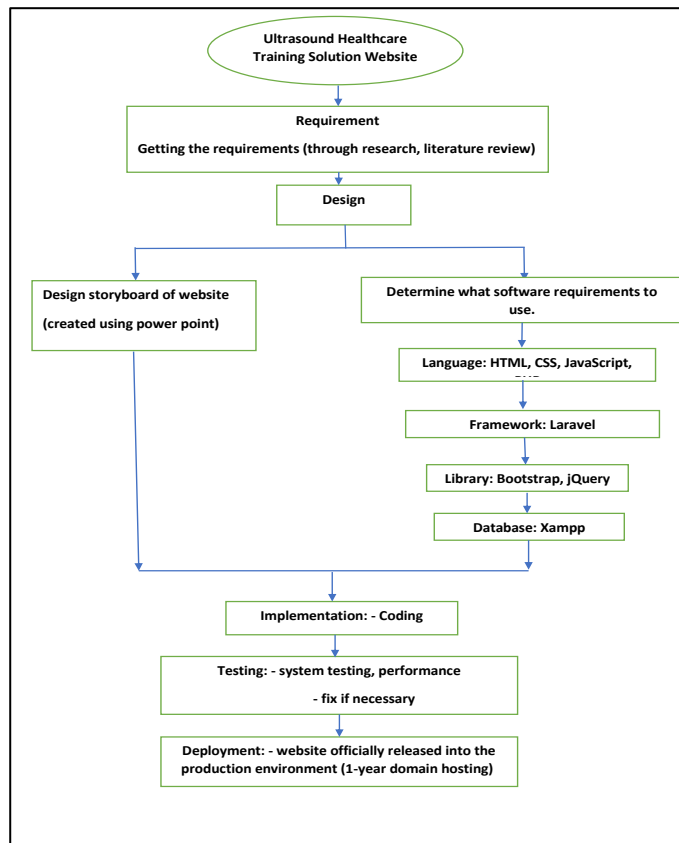 Ultrasound Healthcare
Training Solution Website
Requirement
Getting the requirements (through research, literature review)
Design
Design storyboard of website
(created using power point)
Determine what software requirements to
use.
Language: HTML, CSS, JavaScript,
Framework: Laravel
Library: Bootstrap, jQuery
Database: Xampp
Implementation: - Coding
Testing: - system testing, performance
- fix if necessary
Deployment: - website officially released into the
production environment (1-year domain hosting)